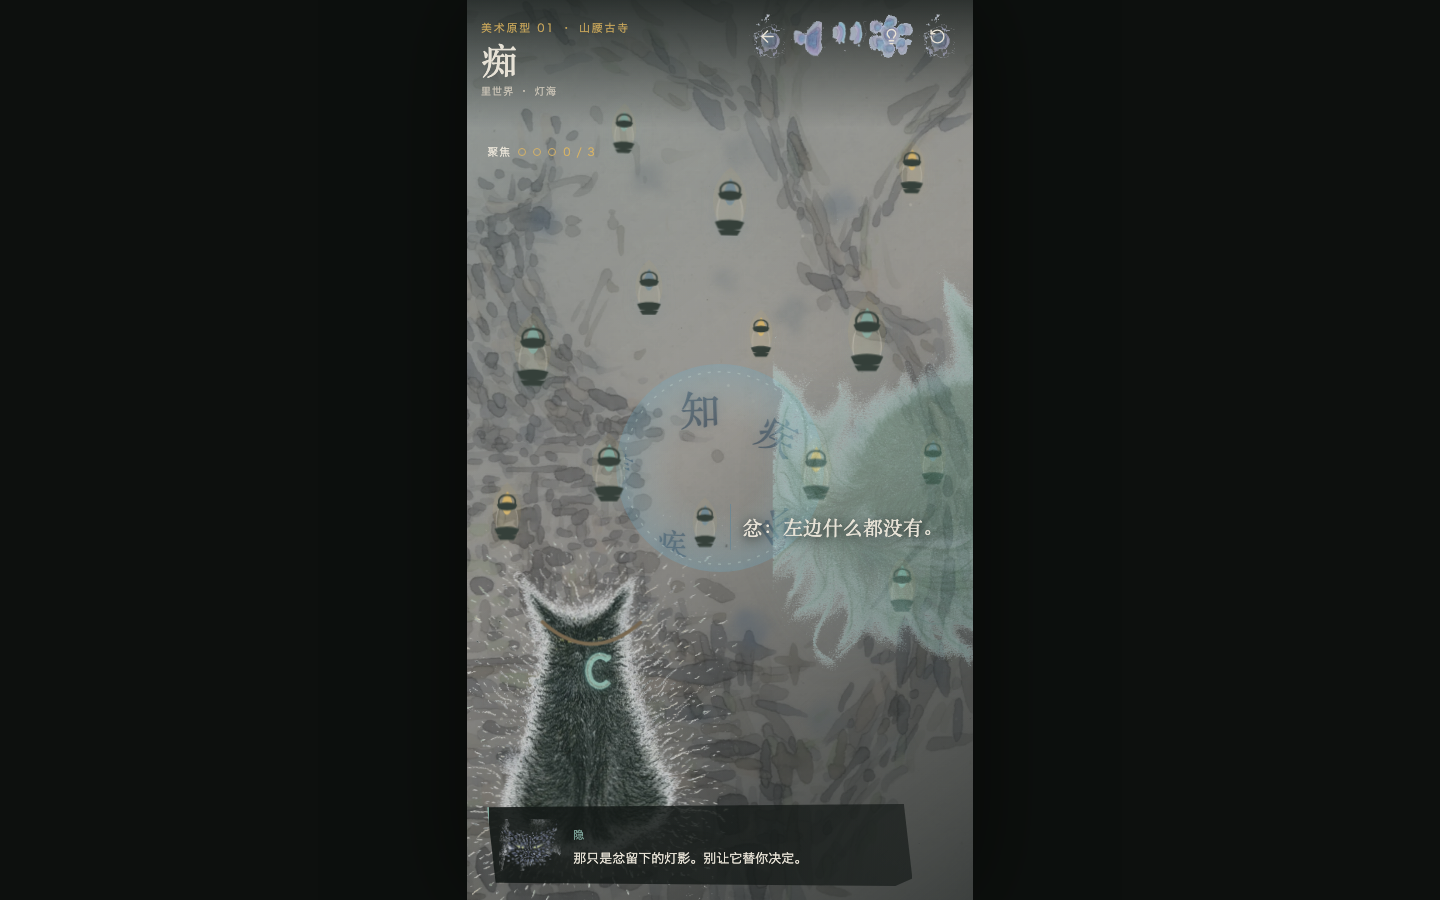 美术原型 01 · 山腰古寺
痴
里世界 · 灯海
聚焦 ○ ○ ○ 0 / 3
知
疾
疾
忿：左边什么都没有。
C
隐
那只是忿留下的灯影。别让它替你决定。